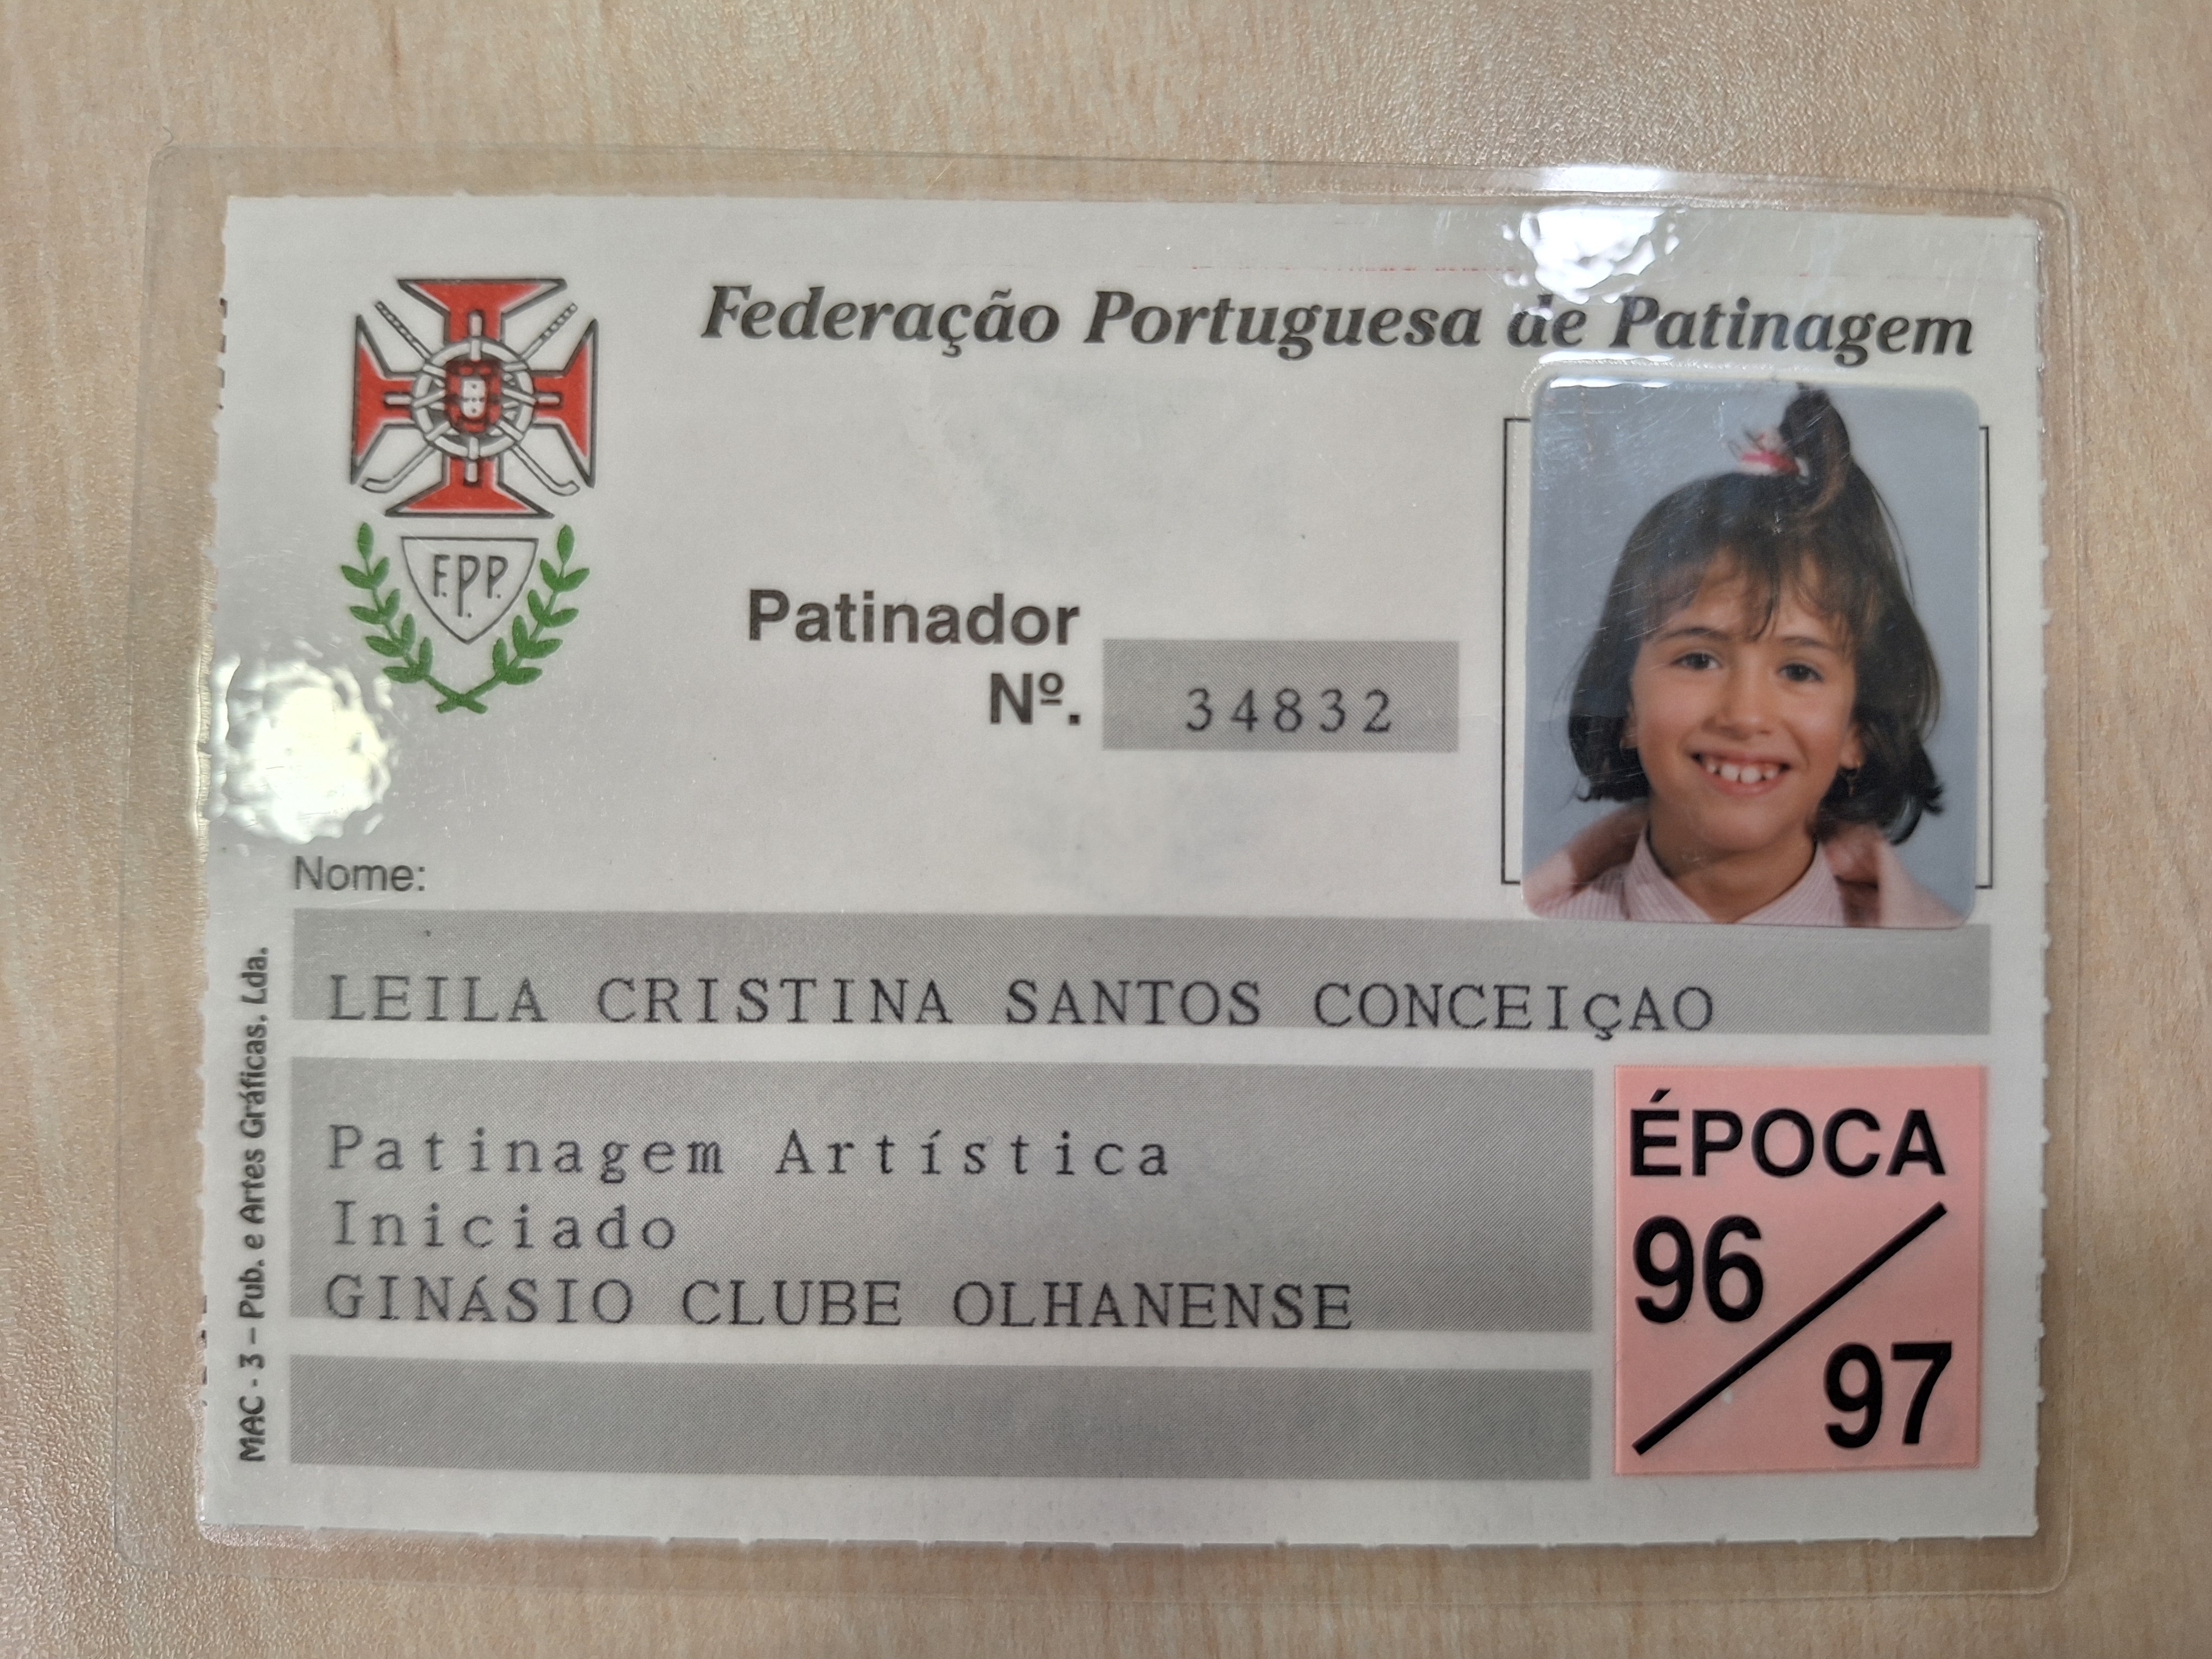 Federação Portuguesa de Patinagem
F.P.P.
Patinador
Nº. 34832
Nome:
LEILA CRISTINA SANTOS CONCEIÇAO
Patinagem Artística
Iniciado
GINÁSIO CLUBE OLHANENSE
ÉPOCA
96
97
MAC - 3 – Pub. e Artes Gráficas. Lda.